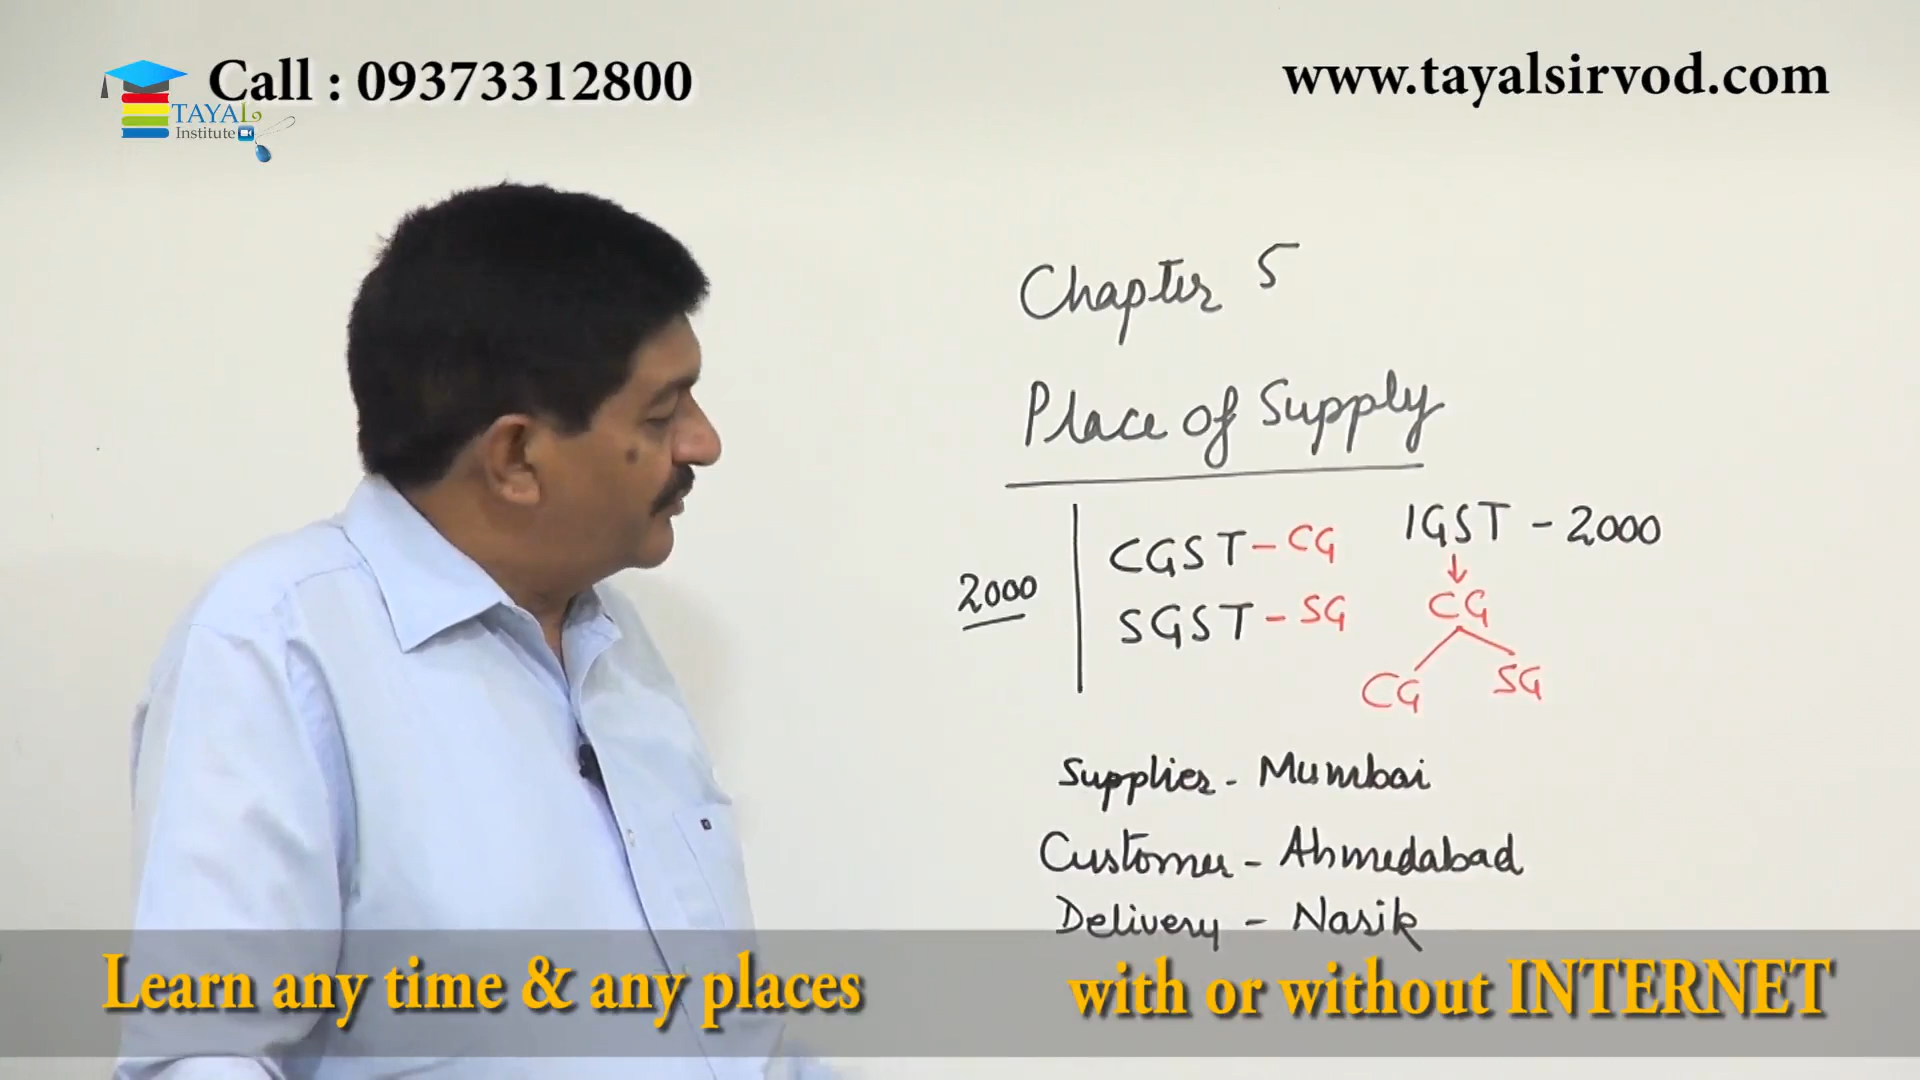 Call : 09373312800
www.tayalsirvod.com
TAYAL
Institute
Chapter 5
Place of Supply
2000
CGST - CG
SGST - SG
IGST - 2000
CG
CG SG
Supplier - Mumbai
Customer - Ahmedabad
Delivery - Nasik
Learn any time & any places
with or without INTERNET